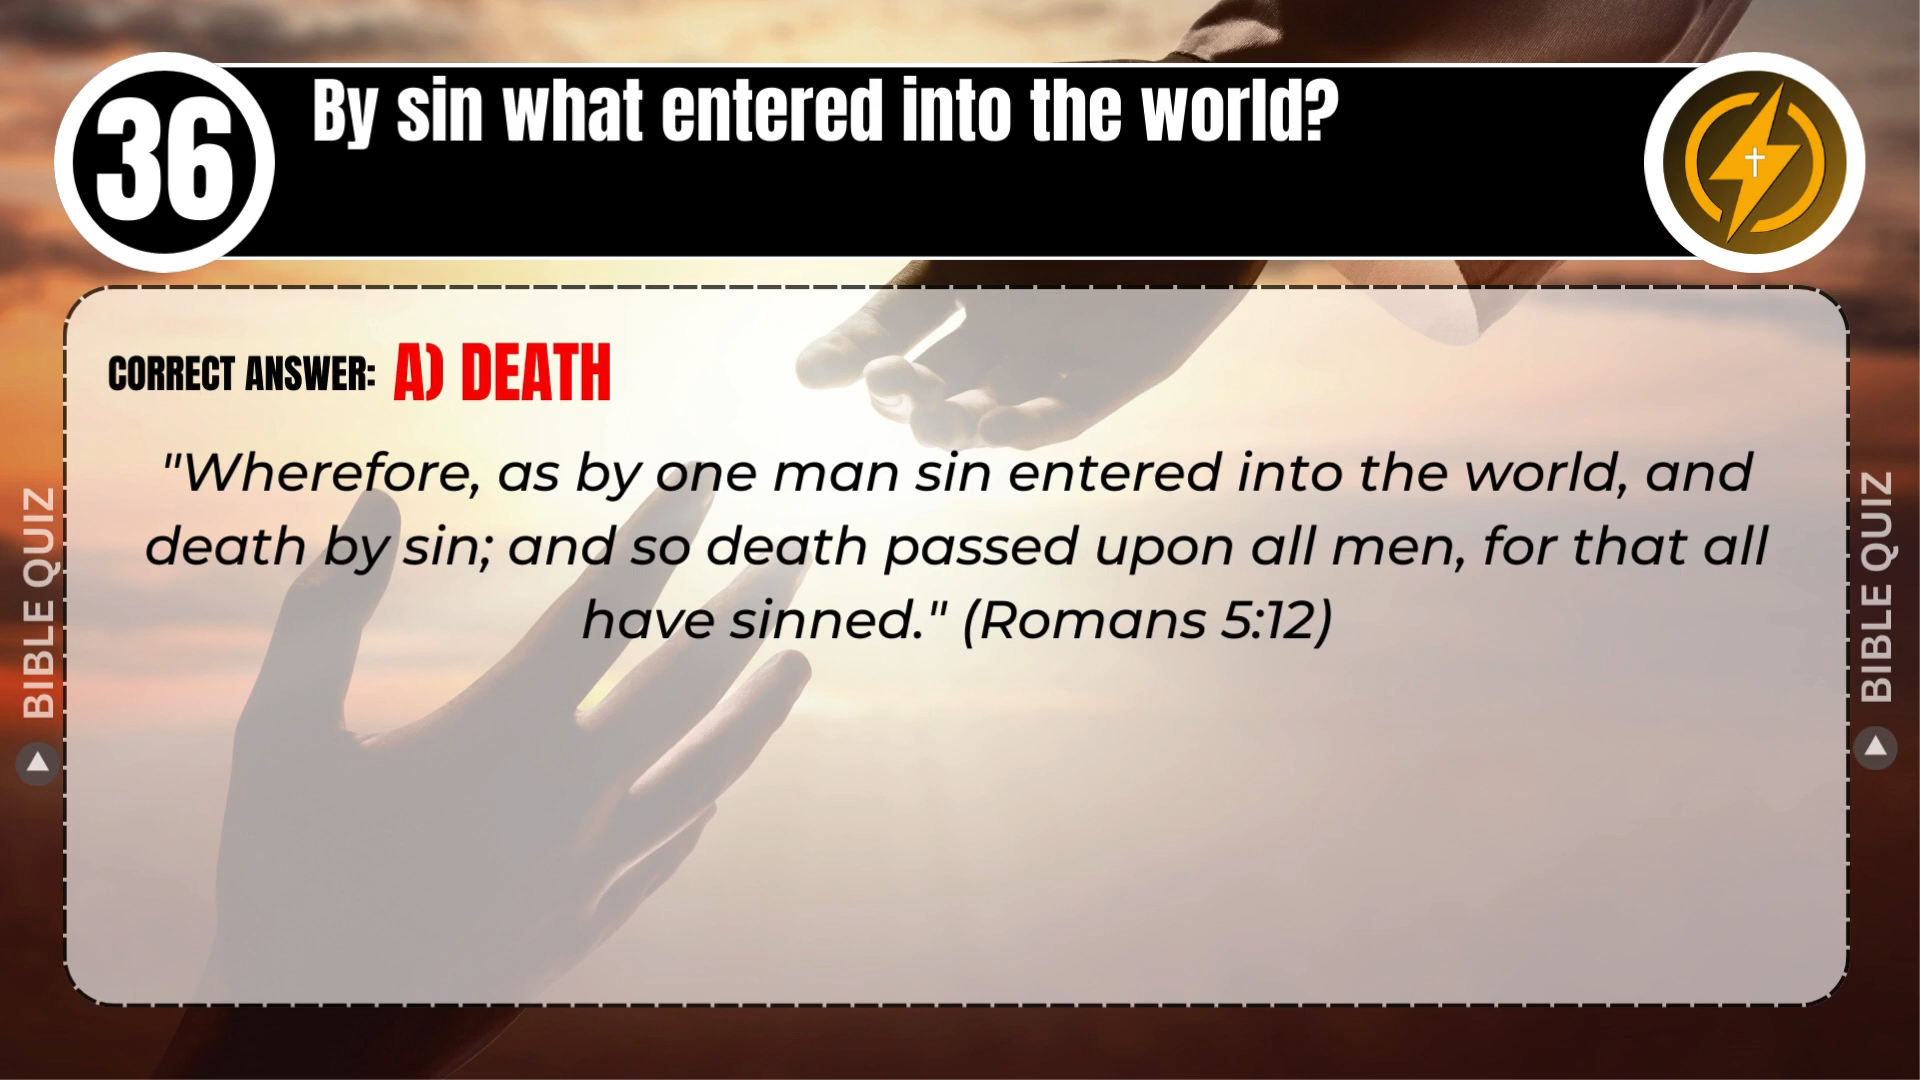 36
By sin what entered into the world?
CORRECT ANSWER: A) DEATH
"Wherefore, as by one man sin entered into the world, and
death by sin; and so death passed upon all men, for that all
have sinned." (Romans 5:12)
BIBLE QUIZ
BIBLE QUIZ